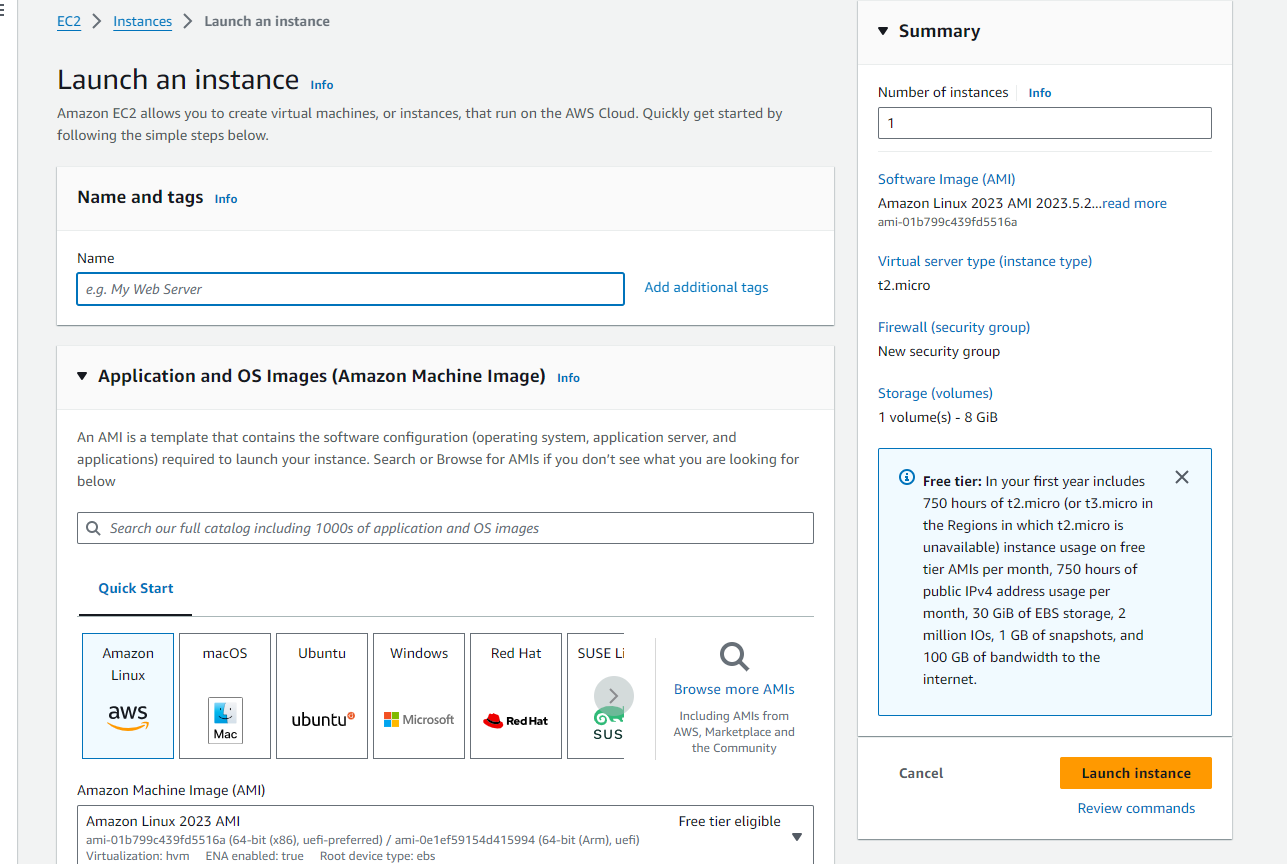 EC2 > Instances > Launch an instance
Launch an instance Info
Amazon EC2 allows you to create virtual machines, or instances, that run on the AWS Cloud. Quickly get started by
following the simple steps below.
Name and tags Info
Name
e.g. My Web Server
Add additional tags
Application and OS Images (Amazon Machine Image) Info
An AMI is a template that contains the software configuration (operating system, application server, and
applications) required to launch your instance. Search or Browse for AMIs if you don’t see what you are looking for
below
Search our full catalog including 1000s of application and OS images
Quick Start
Amazon
Linux
aws
macOS
Mac
Ubuntu
ubuntu
Windows
Microsoft
Red Hat
Red Hat
SUSE Li
SUS
Browse more AMIs
Including AMIs from
AWS, Marketplace and
the Community
Amazon Machine Image (AMI)
Amazon Linux 2023 AMI
Free tier eligible
ami-01b799c439fd5516a (64-bit (x86), uefi-preferred) / ami-0e1ef59154d415994 (64-bit (Arm), uefi)
Virtualization: hvm ENA enabled: true Root device type: ebs
Summary
Number of instances Info
1
Software Image (AMI)
Amazon Linux 2023 AMI 2023.5.2...read more
ami-01b799c439fd5516a
Virtual server type (instance type)
t2.micro
Firewall (security group)
New security group
Storage (volumes)
1 volume(s) - 8 GiB
Free tier: In your first year includes
750 hours of t2.micro (or t3.micro in
the Regions in which t2.micro is
unavailable) instance usage on free
tier AMIs per month, 750 hours of
public IPv4 address usage per
month, 30 GiB of EBS storage, 2
million IOs, 1 GB of snapshots, and
100 GB of bandwidth to the
internet.
Cancel
Launch instance
Review commands